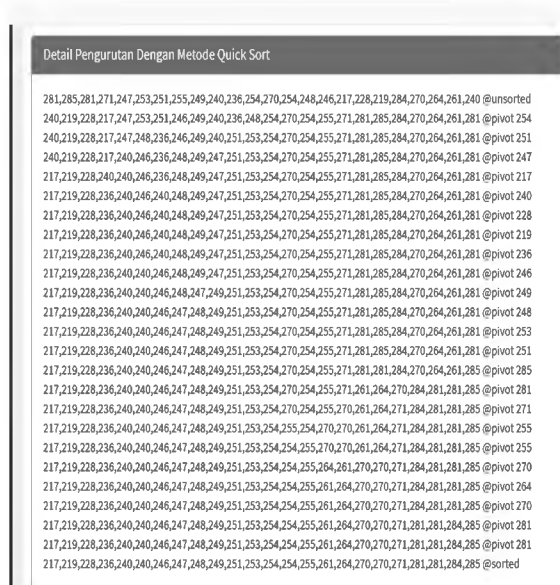 Detail Pengurutan Dengan Metode Quick Sort
281,285,281,271,247,253,251,255,249,240,236,254,270,254,248,246,217,228,219,284,270,264,261,240 @unsorted
240,219,228,217,247,253,251,246,249,240,236,248,254,270,254,255,271,281,285,284,270,264,261,281 @pivot 254
240,219,228,217,247,248,236,246,249,240,251,253,254,270,254,255,271,281,285,284,270,264,261,281 @pivot 251
240,219,228,217,240,246,236,248,249,247,251,253,254,270,254,255,271,281,285,284,270,264,261,281 @pivot 247
217,219,228,240,240,246,236,248,249,247,251,253,254,270,254,255,271,281,285,284,270,264,261,281 @pivot 217
217,219,228,236,240,246,240,248,249,247,251,253,254,270,254,255,271,281,285,284,270,264,261,281 @pivot 240
217,219,228,236,240,246,240,248,249,247,251,253,254,270,254,255,271,281,285,284,270,264,261,281 @pivot 228
217,219,228,236,240,246,240,248,249,247,251,253,254,270,254,255,271,281,285,284,270,264,261,281 @pivot 219
217,219,228,236,240,246,240,248,249,247,251,253,254,270,254,255,271,281,285,284,270,264,261,281 @pivot 236
217,219,228,236,240,240,246,248,249,247,251,253,254,270,254,255,271,281,285,284,270,264,261,281 @pivot 246
217,219,228,236,240,240,246,248,247,249,251,253,254,270,254,255,271,281,285,284,270,264,261,281 @pivot 249
217,219,228,236,240,240,246,247,248,249,251,253,254,270,254,255,271,281,285,284,270,264,261,281 @pivot 248
217,219,228,236,240,240,246,247,248,249,251,253,254,270,254,255,271,281,285,284,270,264,261,281 @pivot 253
217,219,228,236,240,240,246,247,248,249,251,253,254,270,254,255,271,281,285,284,270,264,261,281 @pivot 251
217,219,228,236,240,240,246,247,248,249,251,253,254,270,254,255,271,281,281,284,270,264,261,285 @pivot 285
217,219,228,236,240,240,246,247,248,249,251,253,254,270,254,255,271,261,264,270,284,281,281,285 @pivot 281
217,219,228,236,240,240,246,247,248,249,251,253,254,270,254,255,270,261,264,271,284,281,281,285 @pivot 271
217,219,228,236,240,240,246,247,248,249,251,253,254,255,254,270,270,261,264,271,284,281,281,285 @pivot 255
217,219,228,236,240,240,246,247,248,249,251,253,254,254,255,270,270,261,264,271,284,281,281,285 @pivot 255
217,219,228,236,240,240,246,247,248,249,251,253,254,254,255,264,261,270,270,271,284,281,281,285 @pivot 270
217,219,228,236,240,240,246,247,248,249,251,253,254,254,255,261,264,270,270,271,284,281,281,285 @pivot 264
217,219,228,236,240,240,246,247,248,249,251,253,254,254,255,261,264,270,270,271,284,281,281,285 @pivot 270
217,219,228,236,240,240,246,247,248,249,251,253,254,254,255,261,264,270,270,271,281,281,284,285 @pivot 281
217,219,228,236,240,240,246,247,248,249,251,253,254,254,255,261,264,270,270,271,281,281,284,285 @pivot 281
217,219,228,236,240,240,246,247,248,249,251,253,254,254,255,261,264,270,270,271,281,281,284,285 @sorted